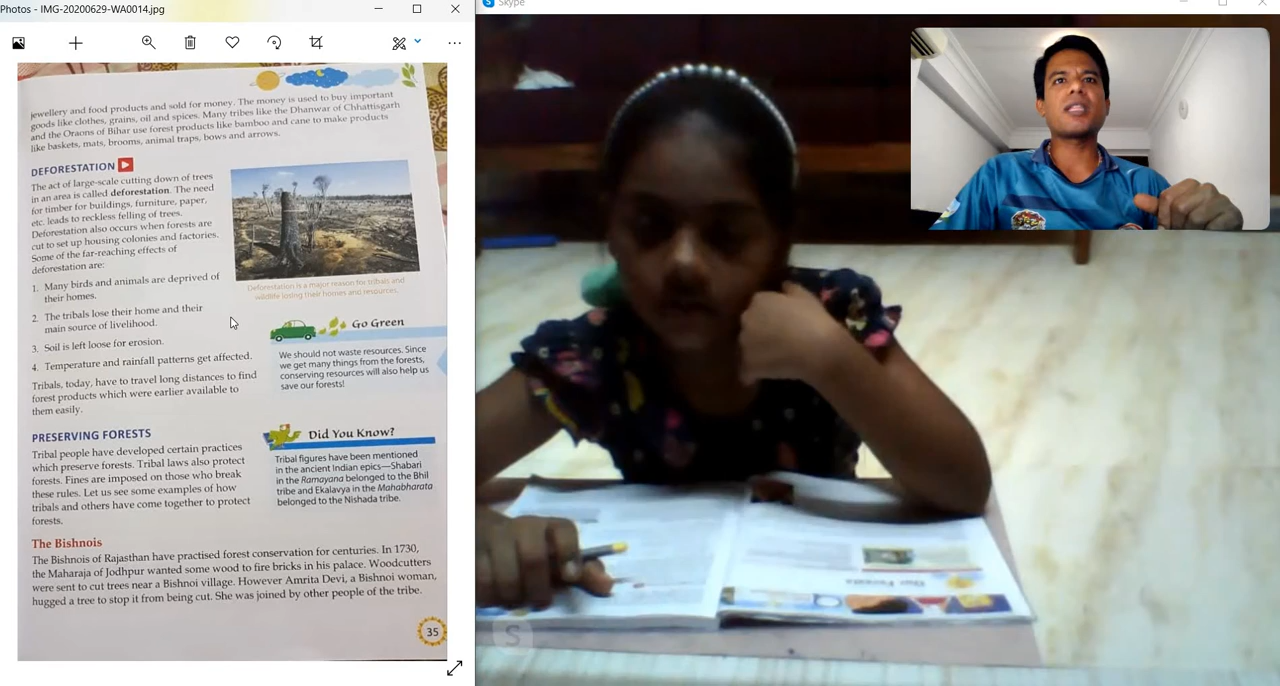 Photos - IMG-20200629-WA0014.jpg
Skype
jewellery and food products and sold for money. The money is used to buy important
goods like clothes, grains, oil and spices. Many tribes like the Dhanwar of Chhattisgarh
and the Oraons of Bihar use forest products like bamboo and cane to make products
like baskets, mats, brooms, animal traps, bows and arrows.
DEFORESTATION
The act of large-scale cutting down of trees
in an area is called deforestation. The need
for timber for buildings, furniture, paper,
etc. leads to reckless felling of trees.
Deforestation also occurs when forests are
cut to set up housing colonies and factories.
Some of the far-reaching effects of
deforestation are:
1. Many birds and animals are deprived of
their homes.
2. The tribals lose their home and their
main source of livelihood.
3. Soil is left loose for erosion.
4. Temperature and rainfall patterns get affected.
Tribals, today, have to travel long distances to find
forest products which were earlier available to
them easily.
Deforestation is a major reason for tribals and
wildlife losing their homes and resources.
Go Green
We should not waste resources. Since
we get many things from the forests,
conserving resources will also help us
save our forests!
PRESERVING FORESTS
Tribal people have developed certain practices
which preserve forests. Tribal laws also protect
forests. Fines are imposed on those who break
these rules. Let us see some examples of how
tribals and others have come together to protect
forests.
Did You Know?
Tribal figures have been mentioned
in the ancient Indian epics—Shabari
in the Ramayana belonged to the Bhil
tribe and Ekalavya in the Mahabharata
belonged to the Nishada tribe.
The Bishnois
The Bishnois of Rajasthan have practised forest conservation for centuries. In 1730,
the Maharaja of Jodhpur wanted some wood to fire bricks in his palace. Woodcutters
were sent to cut trees near a Bishnoi village. However Amrita Devi, a Bishnoi woman,
hugged a tree to stop it from being cut. She was joined by other people of the tribe.
35
Our Forests